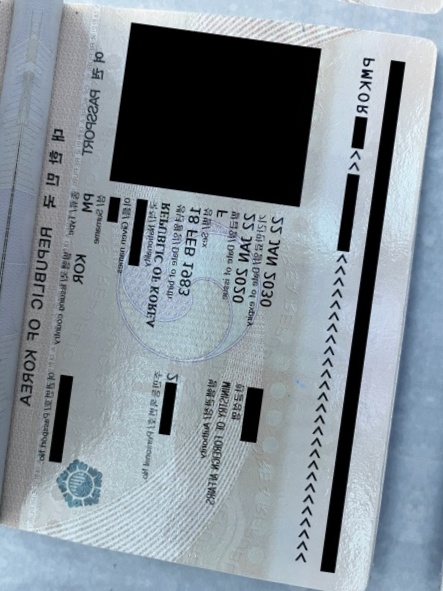 대한민국 REPUBLIC OF KOREA
여권 PASSPORT
종류/Type 발행국/Issuing country 여권번호/Passport No.
PM KOR
성/Surname
이름/Given names
국적/Nationality
REPUBLIC OF KOREA
생년월일/Date of birth 주민등록번호/Personal No.
18 FEB 1983 2
성별/Sex 발행관청/Authority
F MINISTRY OF FOREIGN AFFAIRS
발급일/Date of issue
22 JAN 2020 한글성명
기간만료일/Date of expiry
22 JAN 2030
PMKOR <<